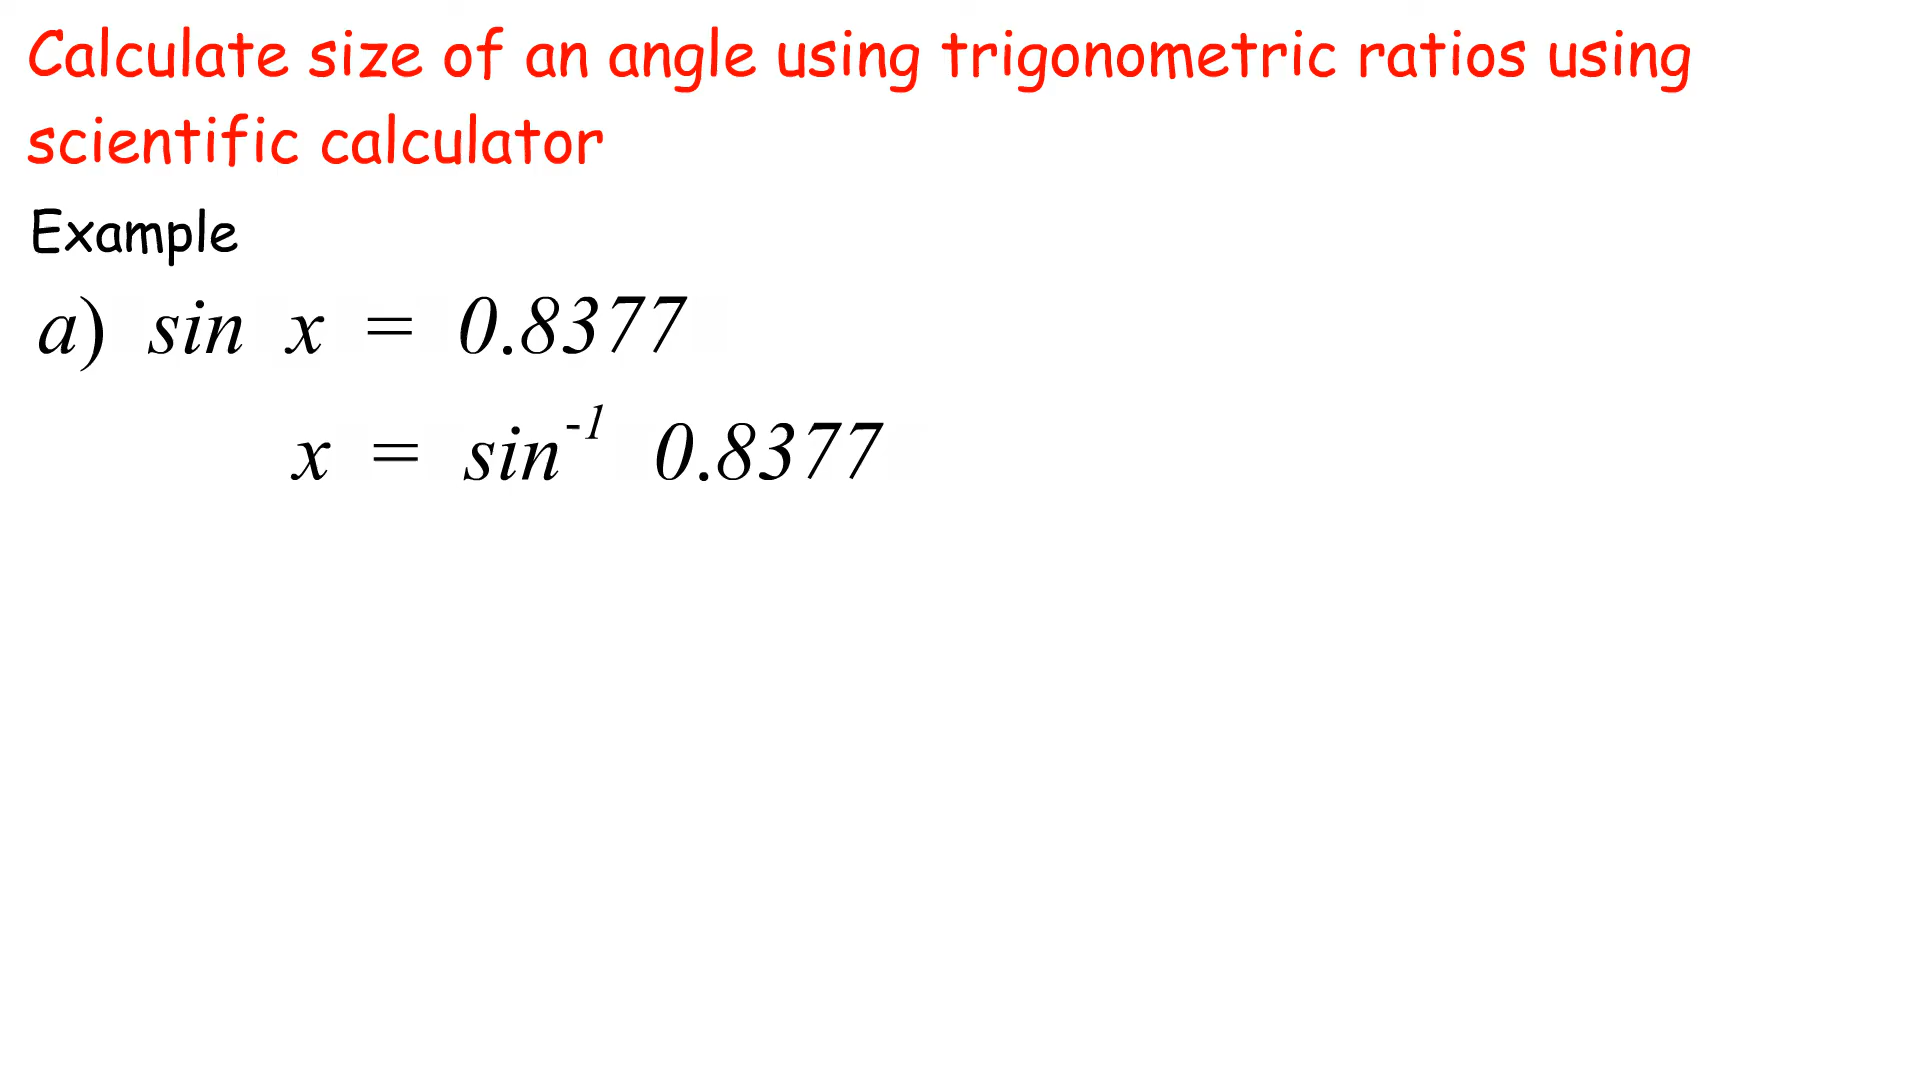 Calculate size of an angle using trigonometric ratios using
scientific calculator
Example
a) sin x = 0.8377
x = sin⁻¹ 0.8377